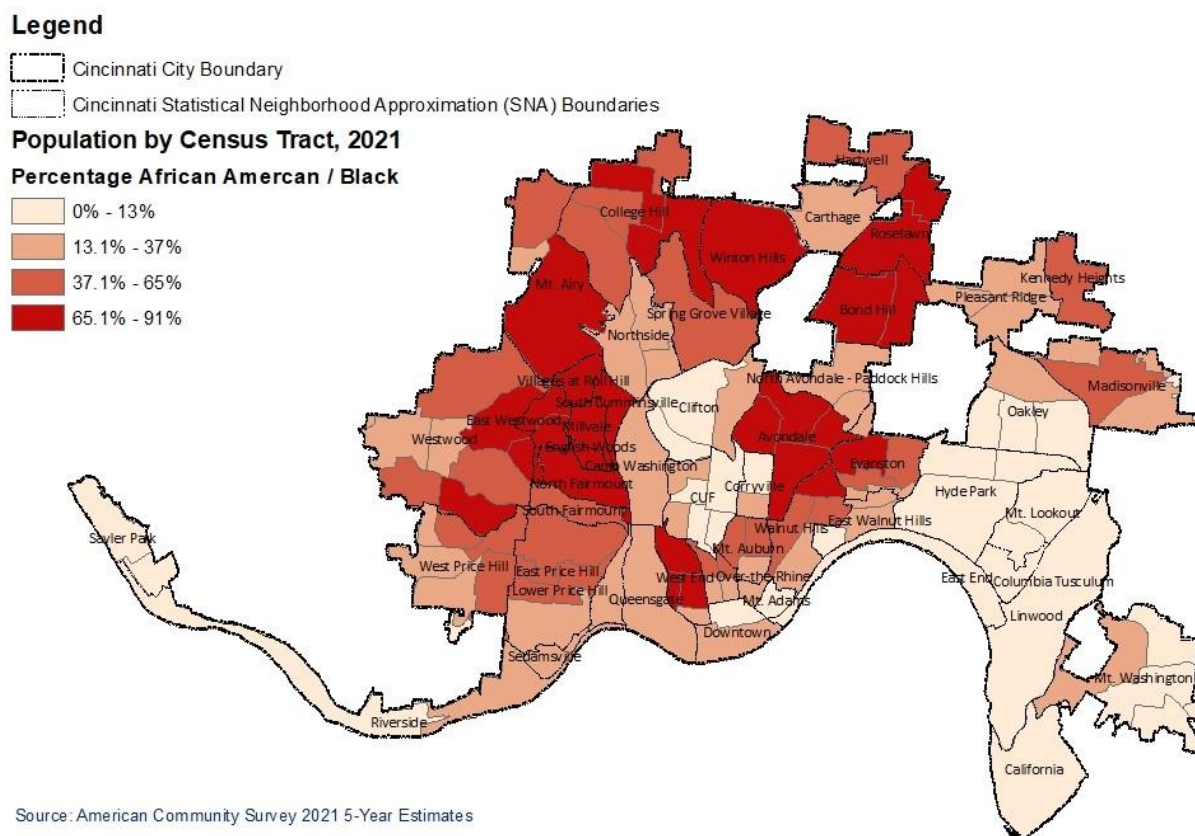 Legend
Cincinnati City Boundary
Cincinnati Statistical Neighborhood Approximation (SNA) Boundaries
Population by Census Tract, 2021
Percentage African Amercan / Black
0% - 13%
13.1% - 37%
37.1% - 65%
65.1% - 91%
Hartwell
College Hill
Carthage
Roselawn
Winton Hills
Mt. Airy
Kennedy Heights
Pleasant Ridge
Bond Hill
Spring Grove Village
Northside
Villages at Roll Hill
North Avondale - Paddock Hills
Madisonville
South Cumminsville
Clifton
Oakley
East Westwood
Millvale
Westwood
Avondale
English Woods
Camp Washington
Evanston
North Fairmount
CUF
Corryville
Hyde Park
South Fairmount
Mt. Lookout
Walnut Hills
East Walnut Hills
Sayler Park
Mt. Auburn
West Price Hill
East Price Hill
West End
Over-the-Rhine
East End
Columbia Tusculum
Lower Price Hill
Queensgate
Mt. Adams
Linwood
Downtown
Sedamsville
Mt. Washington
Riverside
California
Source: American Community Survey 2021 5-Year Estimates